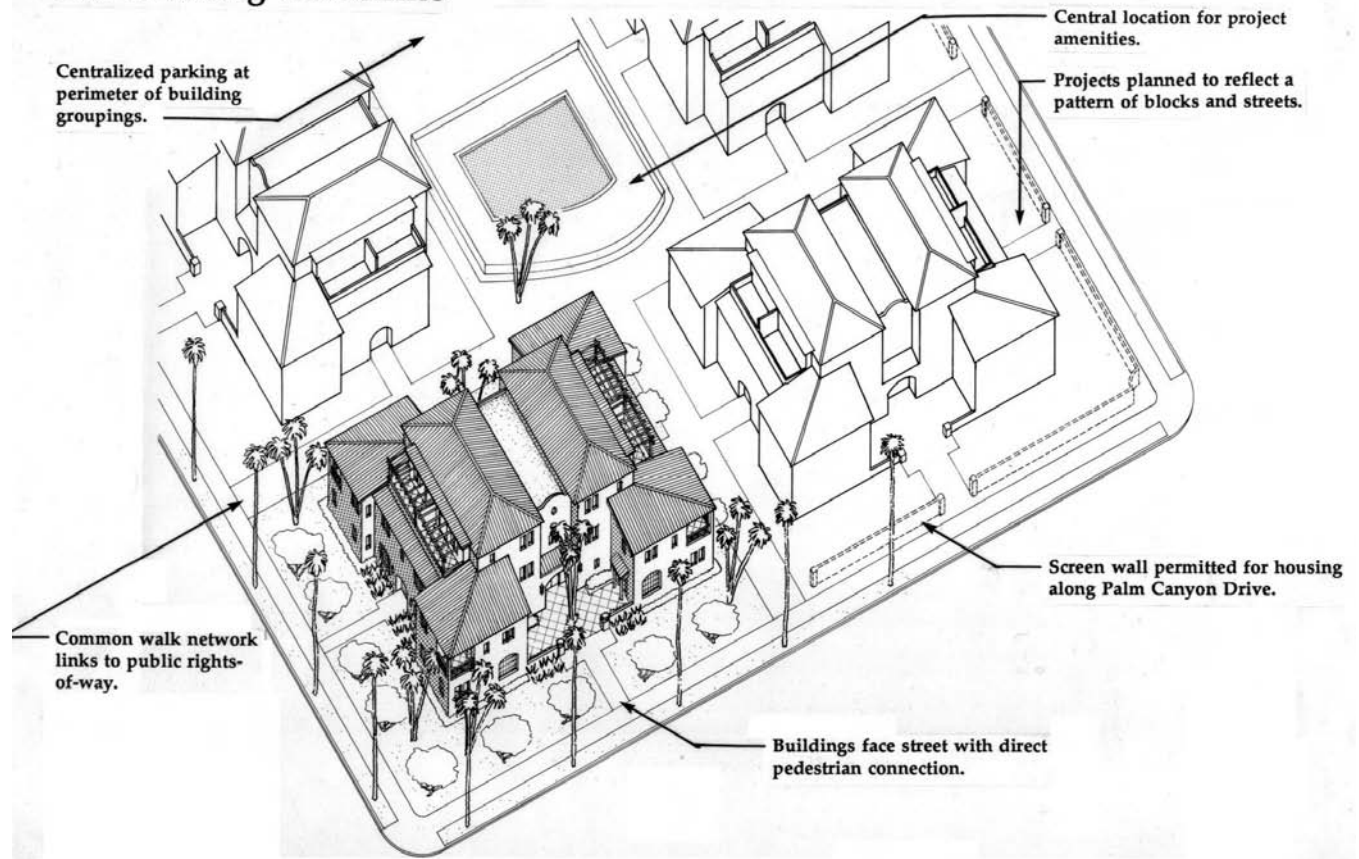 Centralized parking at
perimeter of building
groupings.
Central location for project
amenities.
Projects planned to reflect a
pattern of blocks and streets.
Screen wall permitted for housing
along Palm Canyon Drive.
Common walk network
links to public rights-
of-way.
Buildings face street with direct
pedestrian connection.